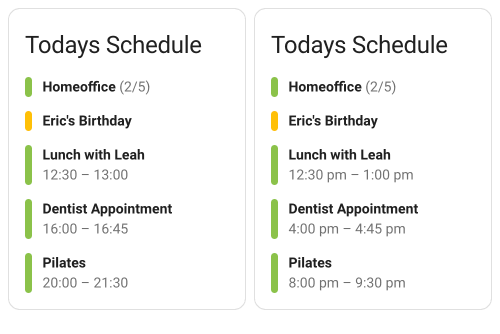 Todays Schedule
Homeoffice (2/5)
Eric's Birthday
Lunch with Leah
12:30 – 13:00
Dentist Appointment
16:00 – 16:45
Pilates
20:00 – 21:30
Todays Schedule
Homeoffice (2/5)
Eric's Birthday
Lunch with Leah
12:30 pm – 1:00 pm
Dentist Appointment
4:00 pm – 4:45 pm
Pilates
8:00 pm – 9:30 pm